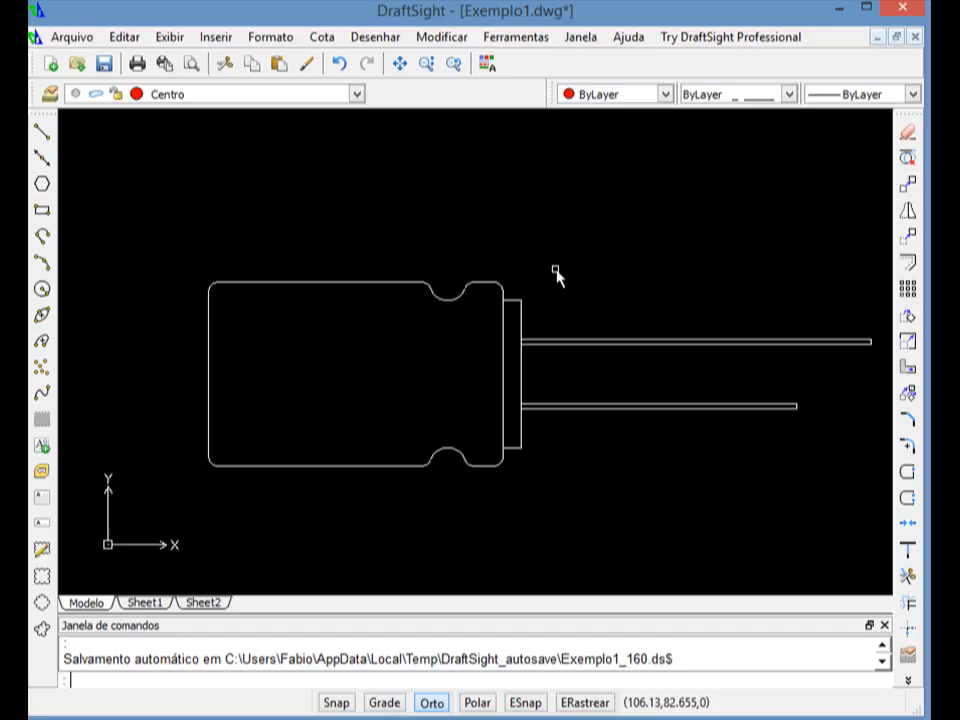 DraftSight - [Exemplo1.dwg*]
Arquivo Editar Exibir Inserir Formato Cota Desenhar Modificar Ferramentas Janela Ajuda Try DraftSight Professional
Centro ByLayer ByLayer ByLayer
Y
X
Modelo Sheet1 Sheet2
Janela de comandos
:
Salvamento automático em C:\Users\Fabio\AppData\Local\Temp\DraftSight_autosave\Exemplo1_160.ds$
:
Snap Grade Orto Polar ESnap ERastrear (106.13,82.655,0)